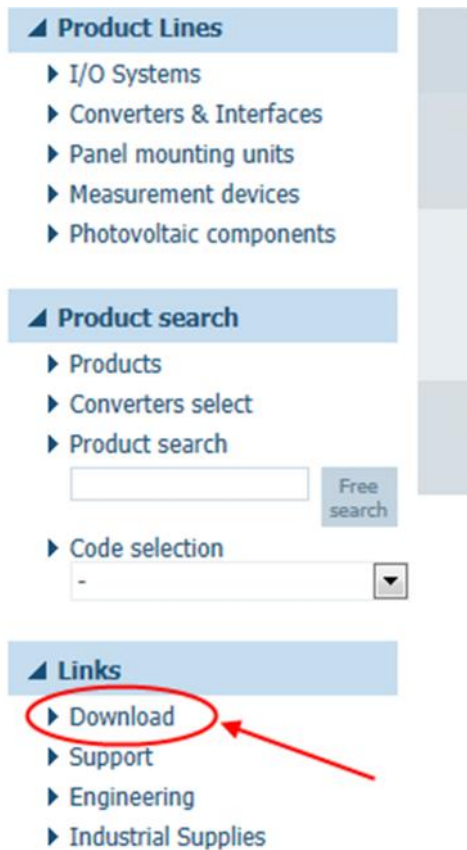 Product Lines
I/O Systems
Converters & Interfaces
Panel mounting units
Measurement devices
Photovoltaic components
Product search
Products
Converters select
Product search
Free
search
Code selection
-
Links
Download
Support
Engineering
Industrial Supplies